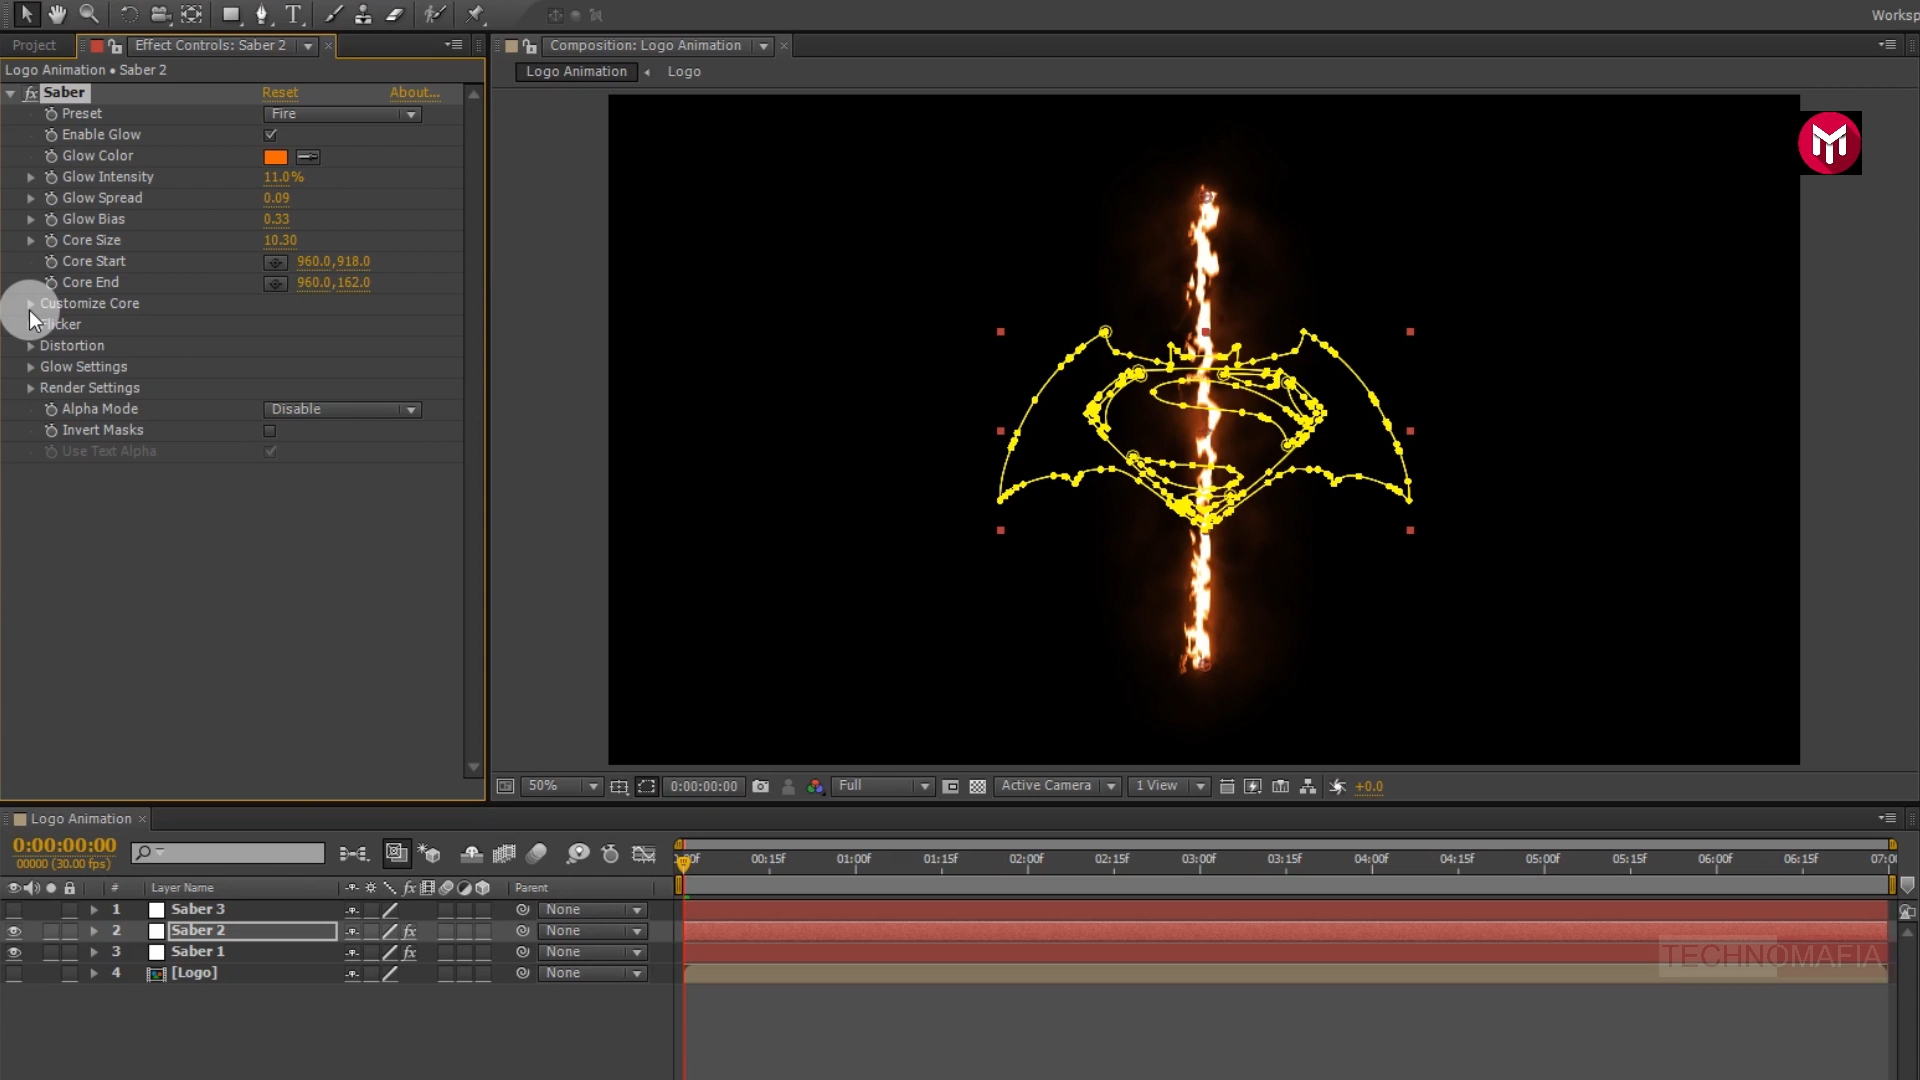 Worksp
Project
Effect Controls: Saber 2
Composition: Logo Animation
Logo Animation • Saber 2
Logo Animation
Logo
fx Saber
Reset
About...
Preset
Fire
Enable Glow
Glow Color
Glow Intensity
11.0%
Glow Spread
0.09
Glow Bias
0.33
Core Size
10.30
Core Start
960.0,918.0
Core End
960.0,162.0
Customize Core
Flicker
Distortion
Glow Settings
Render Settings
Alpha Mode
Disable
Invert Masks
Use Text Alpha
50%
0:00:00:00
Full
Active Camera
1 View
+0.0
Logo Animation
0:00:00:00
00000 (30.00 fps)
00:15f
01:00f
01:15f
02:00f
02:15f
03:00f
03:15f
04:00f
04:15f
05:00f
05:15f
06:00f
06:15f
07:00
# Layer Name
fx
Parent
1 Saber 3
None
2 Saber 2
fx
None
3 Saber 1
fx
None
4 [Logo]
None
TECHNOMAFIA